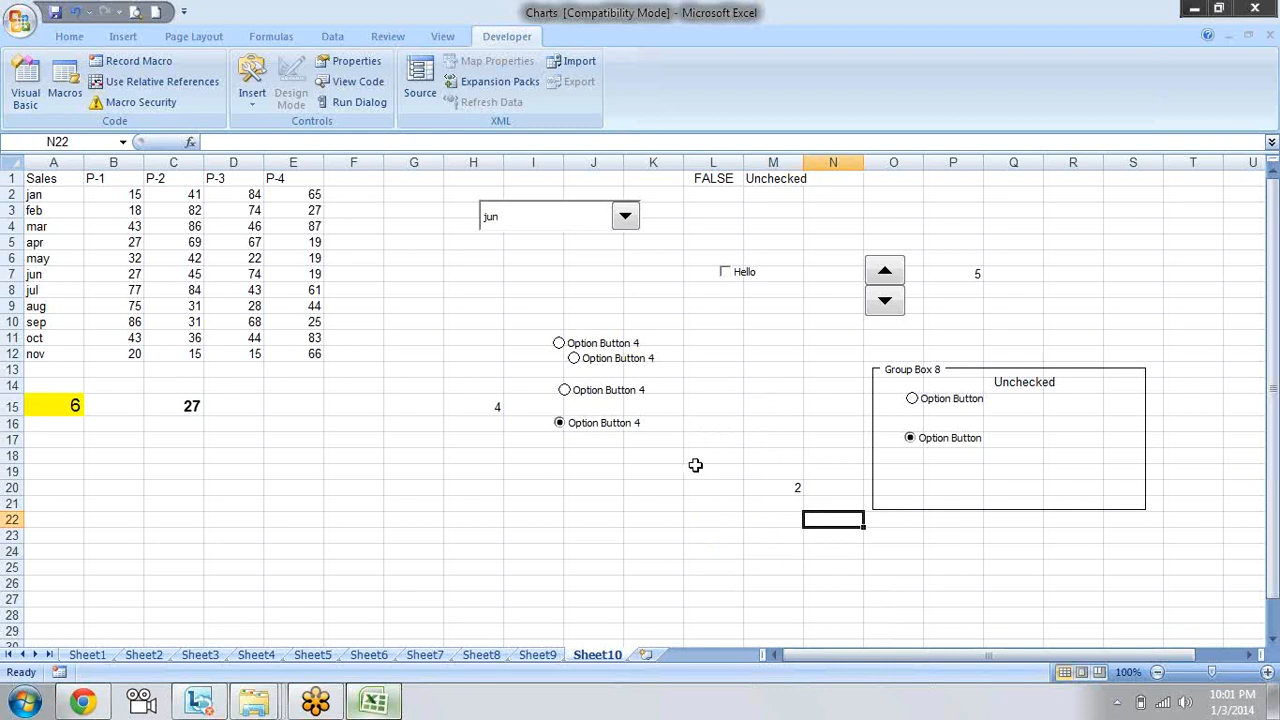 Charts [Compatibility Mode] - Microsoft Excel
Home Insert Page Layout Formulas Data Review View Developer
Visual Basic
Macros
Record Macro
Use Relative References
Macro Security
Code
Insert
Design Mode
Properties
View Code
Run Dialog
Controls
Source
Map Properties
Expansion Packs
Refresh Data
Import
Export
XML
N22 fx
A B C D E F G H I J K L M N O P Q R S T U
1 Sales P-1 P-2 P-3 P-4 FALSE Unchecked
2 jan 15 41 84 65
3 feb 18 82 74 27 jun
4 mar 43 86 46 87
5 apr 27 69 67 19
6 may 32 42 22 19
7 jun 27 45 74 19 Hello 5
8 jul 77 84 43 61
9 aug 75 31 28 44
10 sep 86 31 68 25
11 oct 43 36 44 83 Option Button 4
12 nov 20 15 15 66 Option Button 4
13 Group Box 8
14 Option Button 4 Unchecked
Option Button
15 6 27 4
16 Option Button 4
17 Option Button
18
19
20 2
21
22
23
24
25
26
27
28
29
30
Sheet1 Sheet2 Sheet3 Sheet4 Sheet5 Sheet6 Sheet7 Sheet8 Sheet9 Sheet10
Ready 100%
10:01 PM
1/3/2014